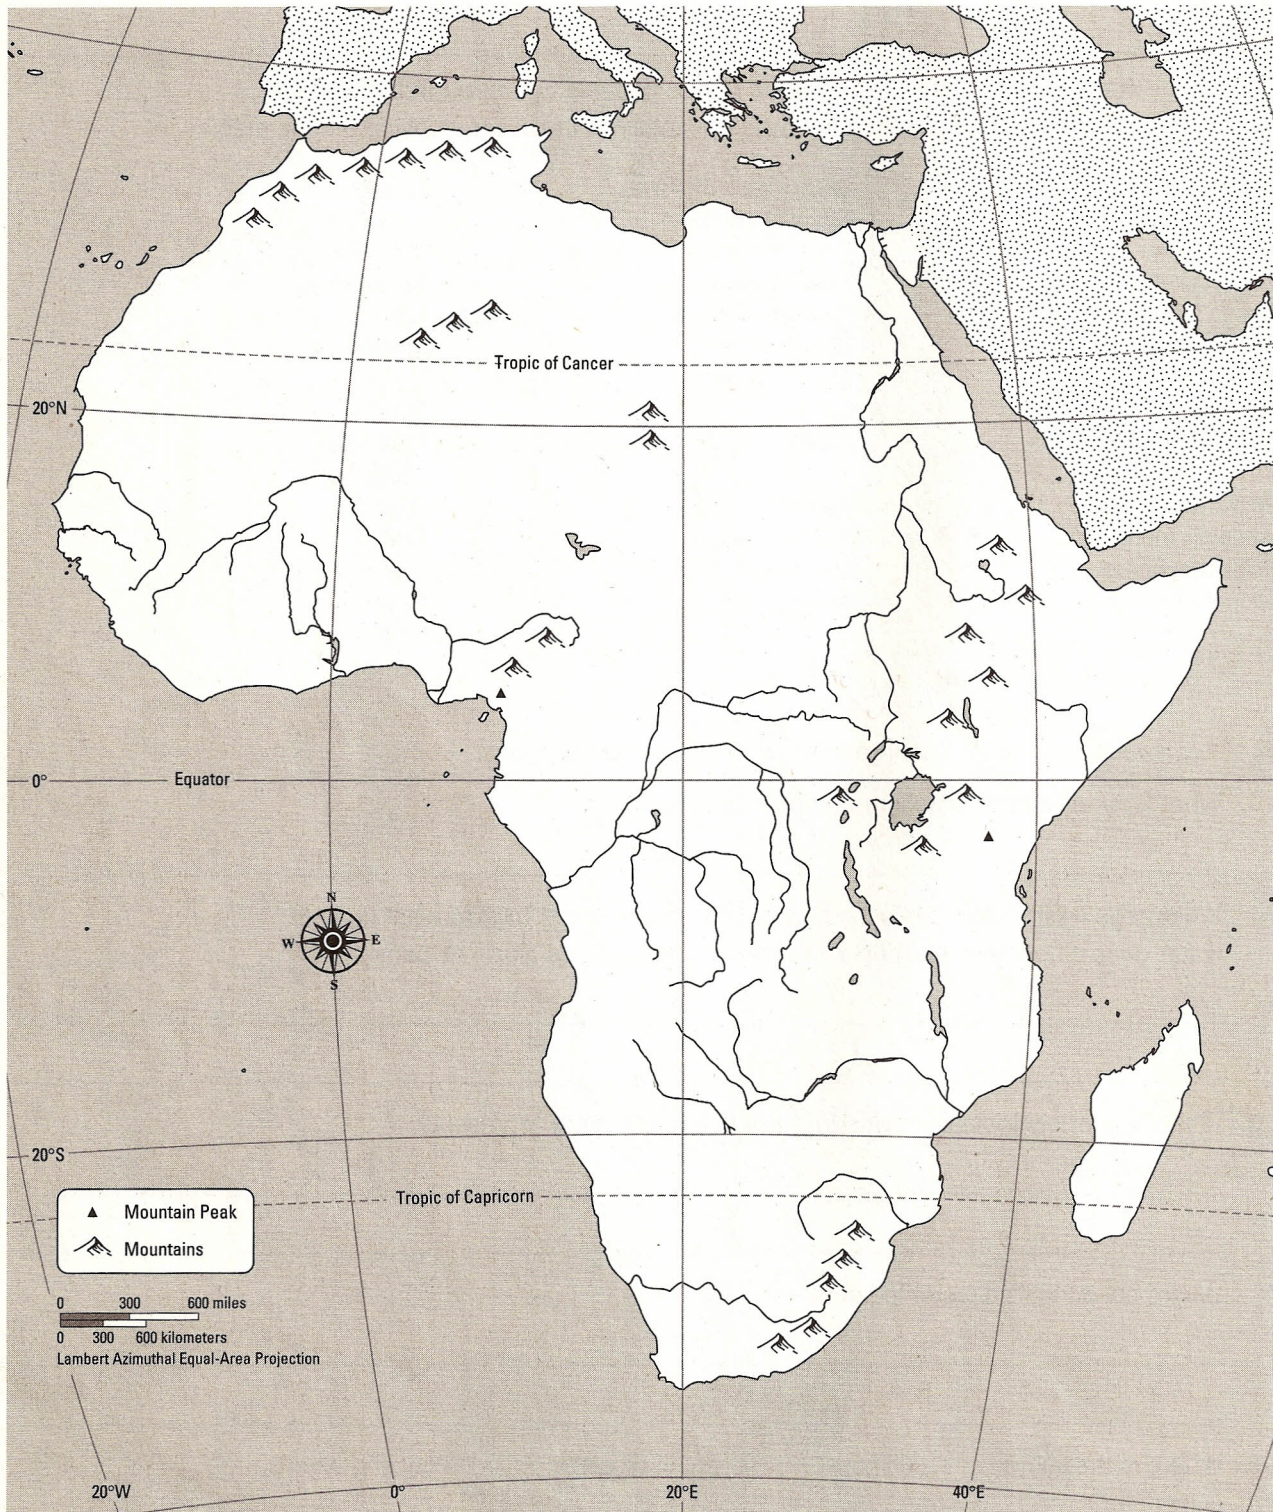 Tropic of Cancer
20°N
0°
Equator
N
W
E
S
20°S
Tropic of Capricorn
Mountain Peak
Mountains
0 300 600 miles
0 300 600 kilometers
Lambert Azimuthal Equal-Area Projection
20°W
0°
20°E
40°E